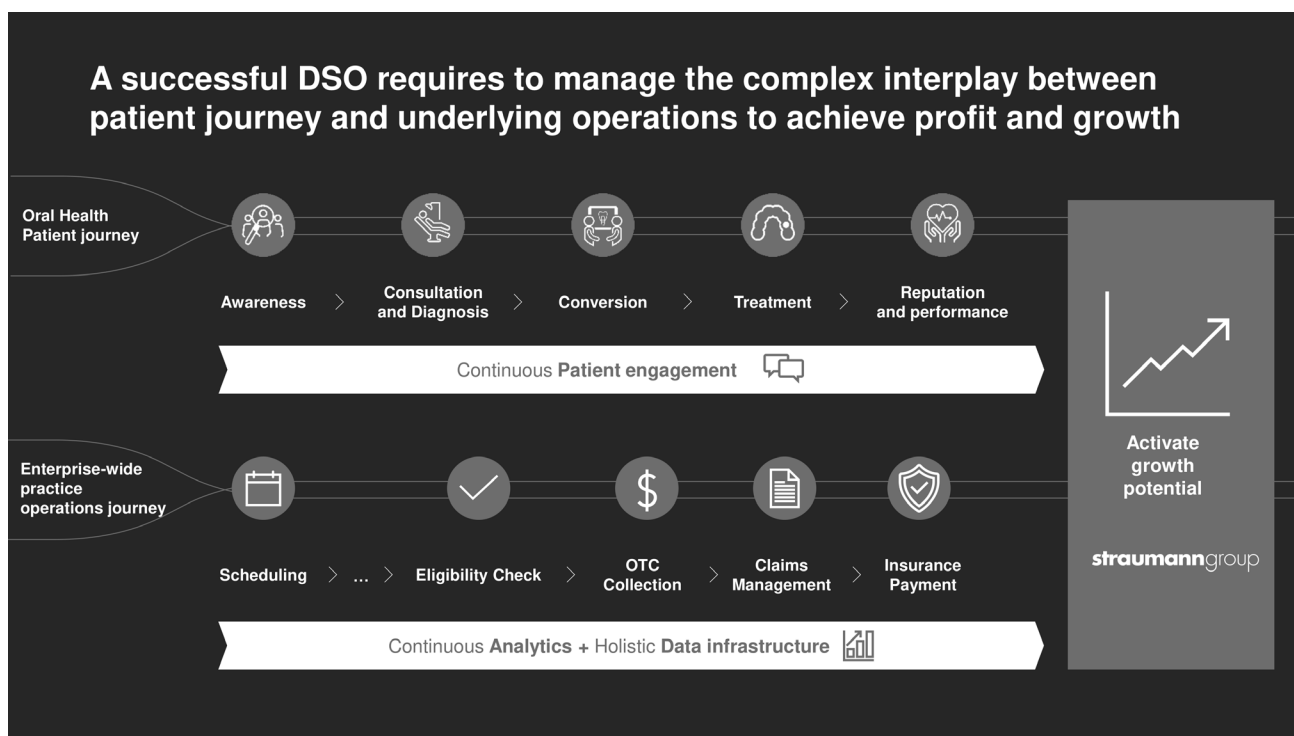 A successful DSO requires to manage the complex interplay between
patient journey and underlying operations to achieve profit and growth
Oral Health
Patient journey
Awareness
Consultation
and Diagnosis
Conversion
Treatment
Reputation
and performance
Continuous Patient engagement
Enterprise-wide
practice
operations journey
Scheduling
...
Eligibility Check
OTC
Collection
Claims
Management
Insurance
Payment
Continuous Analytics + Holistic Data infrastructure
Activate
growth
potential
straumanngroup